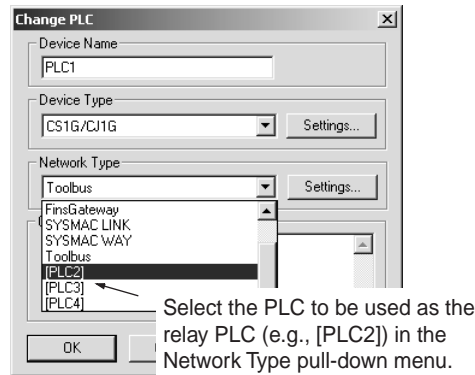 Change PLC
Device Name
PLC1
Device Type
CS1G/CJ1G
Settings...
Network Type
Toolbus
Settings...
FinsGateway
SYSMAC LINK
SYSMAC WAY
Toolbus
[PLC2]
[PLC3]
[PLC4]
Select the PLC to be used as the
relay PLC (e.g., [PLC2]) in the
Network Type pull-down menu.
OK